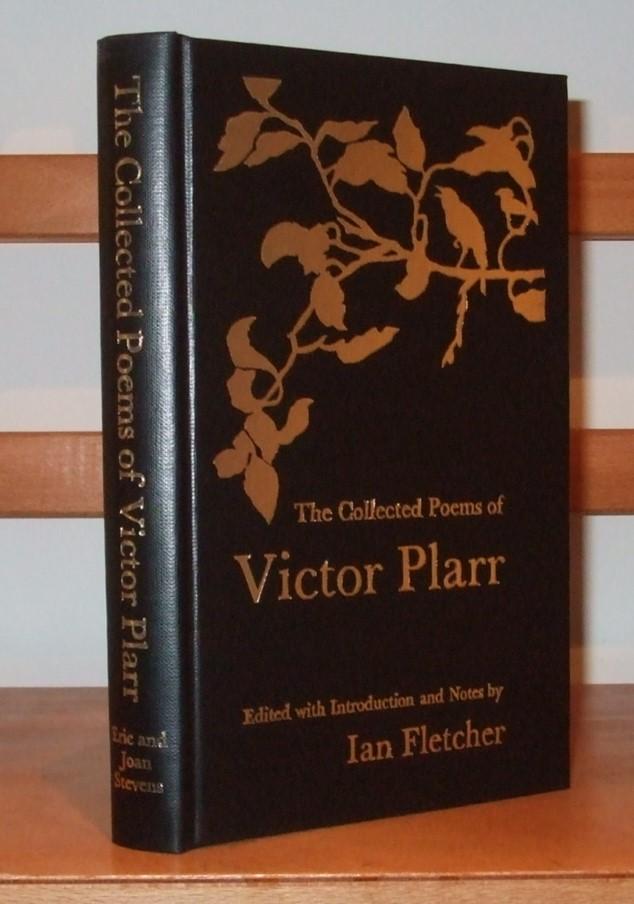 The Collected Poems of Victor Plarr
Eric and
Joan
Stevens
The Collected Poems of
Victor Plarr
Edited with Introduction and Notes by
Ian Fletcher